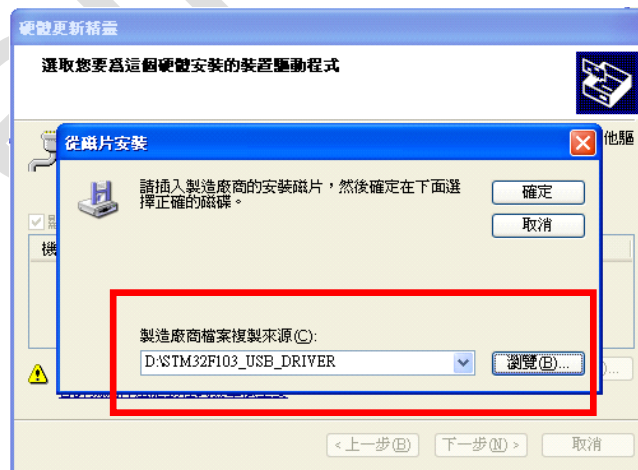 硬體更新精靈
選取您要為這個硬體安裝的裝置驅動程式
他驅
從磁片安裝
請插入製造廠商的安裝磁片，然後確定在下面選
擇正確的磁碟。
確定
取消
機
製造廠商檔案複製來源(C):
D:\STM32F103_USB_DRIVER
瀏覽(B)...
)...
<上一步(B)
下一步(N) >
取消